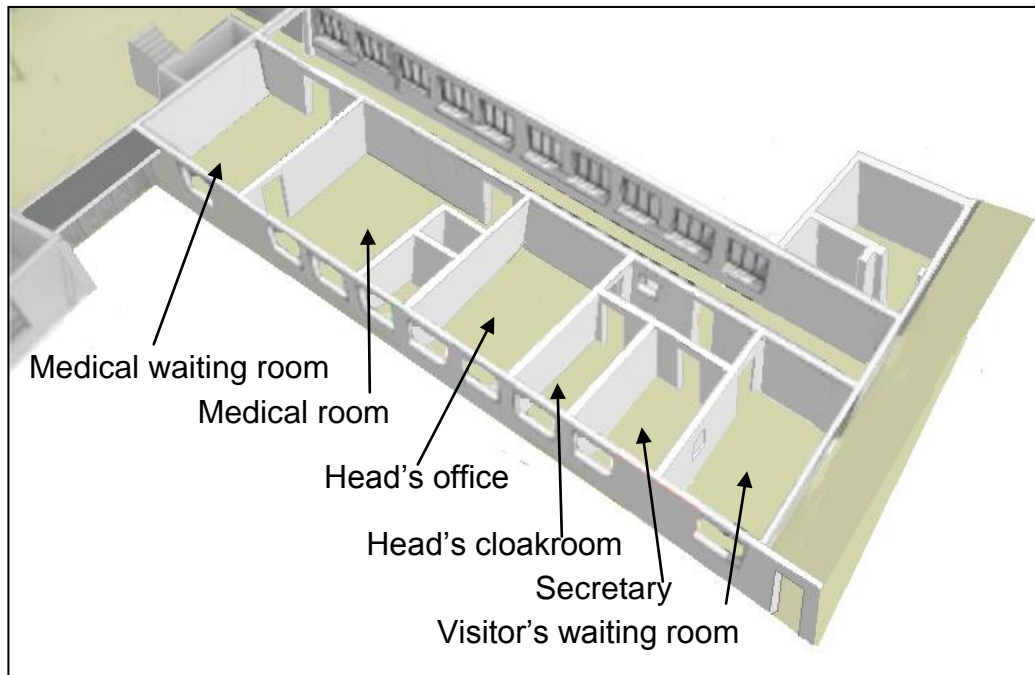 Medical waiting room
Medical room
Head’s office
Head’s cloakroom
Secretary
Visitor’s waiting room